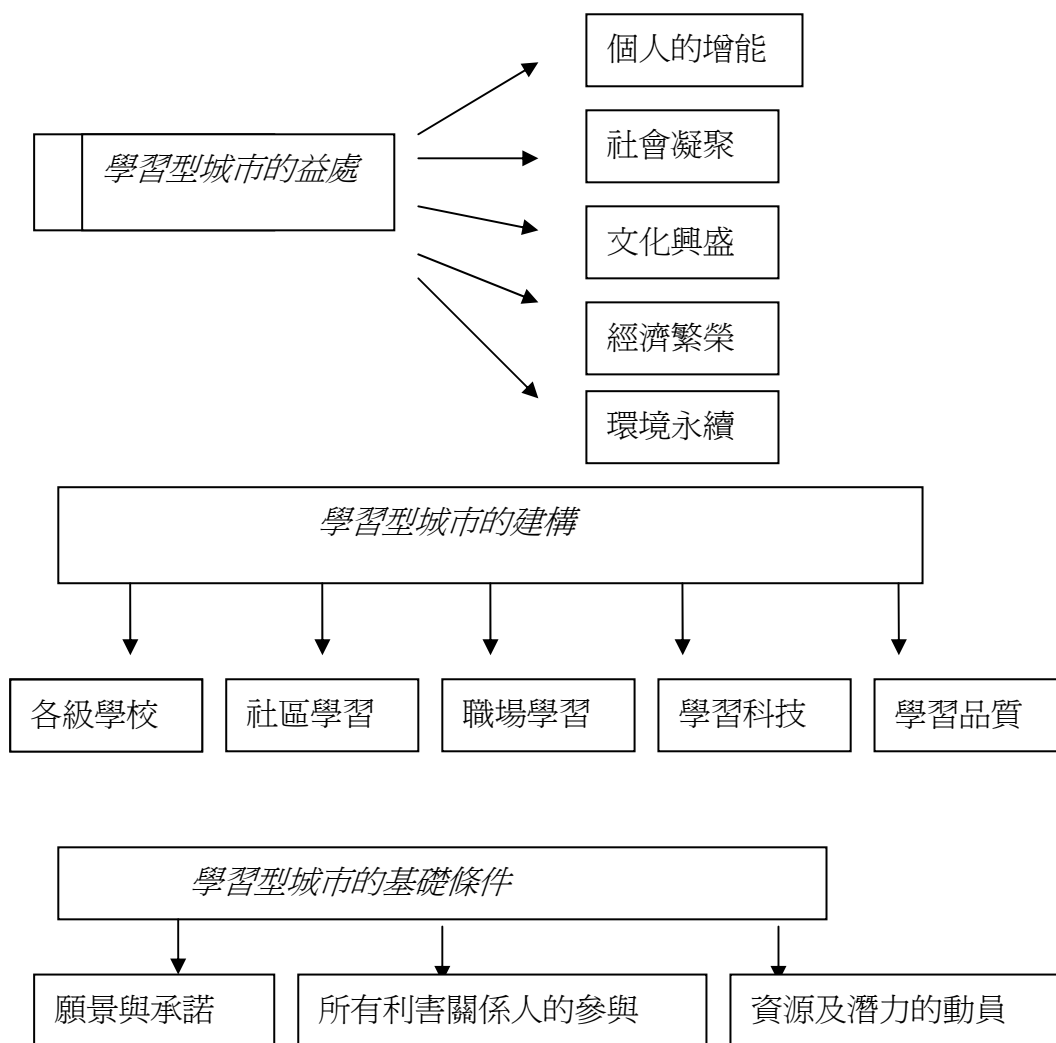 個人的增能
學習型城市的益處
社會凝聚
文化興盛
經濟繁榮
環境永續
學習型城市的建構
各級學校
社區學習
職場學習
學習科技
學習品質
學習型城市的基礎條件
願景與承諾
所有利害關係人的參與
資源及潛力的動員